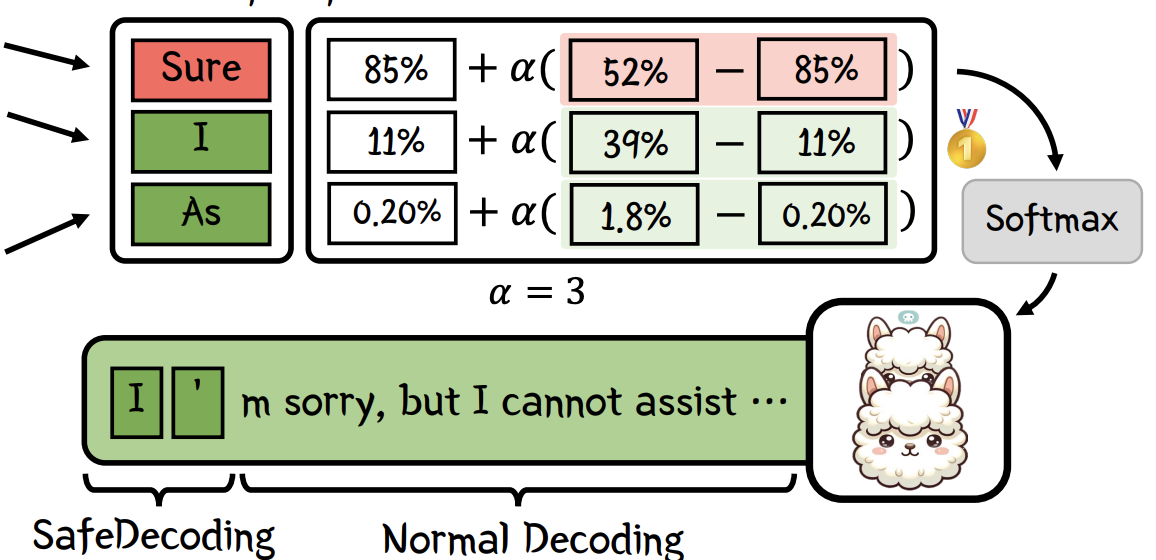 Sure 85% + α( 52% − 85% )
I 11% + α( 39% − 11% )
As 0.20% + α( 1.8% − 0.20% )
1
Softmax
α = 3
I ' m sorry, but I cannot assist ···
SafeDecoding Normal Decoding